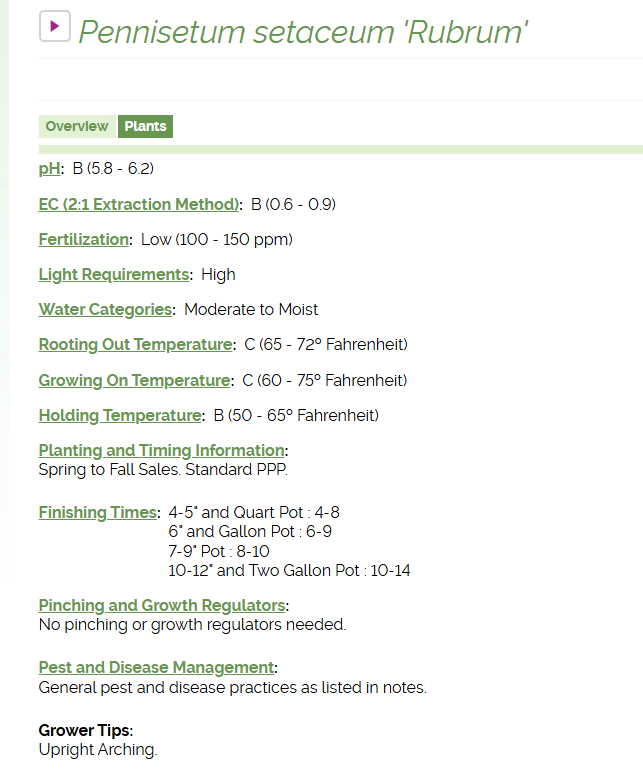 Pennisetum setaceum 'Rubrum'
Overview Plants
pH: B (5.8 - 6.2)
EC (2:1 Extraction Method): B (0.6 - 0.9)
Fertilization: Low (100 - 150 ppm)
Light Requirements: High
Water Categories: Moderate to Moist
Rooting Out Temperature: C (65 - 72º Fahrenheit)
Growing On Temperature: C (60 - 75º Fahrenheit)
Holding Temperature: B (50 - 65º Fahrenheit)
Planting and Timing Information:
Spring to Fall Sales. Standard PPP.
Finishing Times: 4-5" and Quart Pot : 4-8
6" and Gallon Pot : 6-9
7-9" Pot : 8-10
10-12" and Two Gallon Pot : 10-14
Pinching and Growth Regulators:
No pinching or growth regulators needed.
Pest and Disease Management:
General pest and disease practices as listed in notes.
Grower Tips:
Upright Arching.